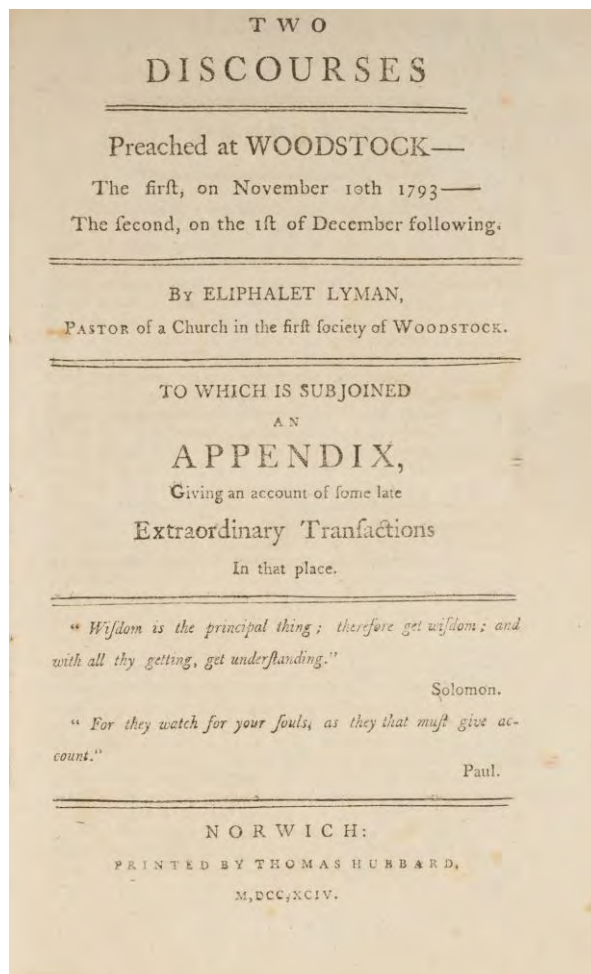 TWO
DISCOURSES
Preached at WOODSTOCK—
The firſt, on November 10th 1793—
The ſecond, on the 1ſt of December following.
By ELIPHALET LYMAN,
PASTOR of a Church in the firſt ſociety of WOODSTOCK.
TO WHICH IS SUBJOINED
AN
APPENDIX,
Giving an account of ſome late
Extraordinary Tranſactions
In that place.
“ Wiſdom is the principal thing ; therefore get wiſdom ; and
with all thy getting, get underſtanding.”
Solomon.
“ For they watch for your ſouls, as they that muſt give ac-
count.”
Paul.
NORWICH:
PRINTED BY THOMAS HUBBARD,
M,DCC,XCIV.